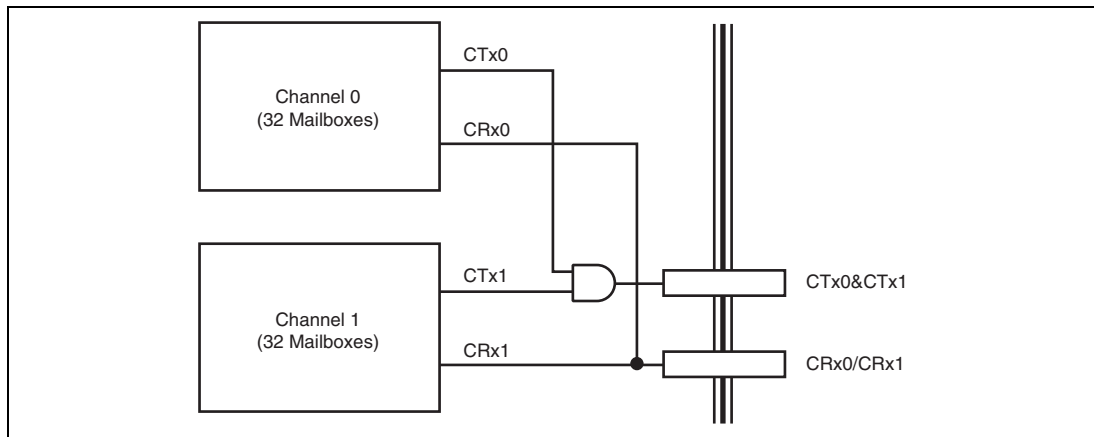 CTx0
Channel 0
(32 Mailboxes)
CRx0
CTx1
CTx0&CTx1
Channel 1
(32 Mailboxes)
CRx1
CRx0/CRx1